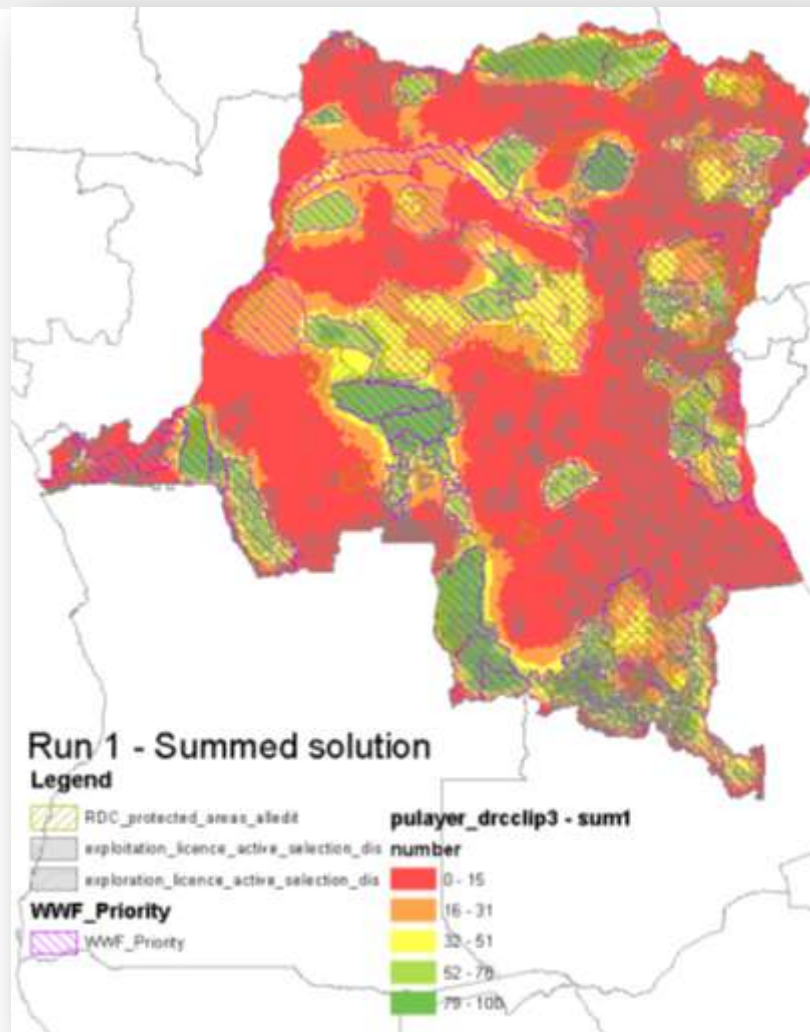 Run 1 - Summed solution
Legend
RDC_protected_areas_alledit
exploitation_licence_active_selection_dis
exploration_licence_active_selection_dis
WWF_Priority
WWF_Priority
pulayer_drcclip3 - sum1
number
0 - 15
16 - 31
32 - 51
52 - 78
79 - 100